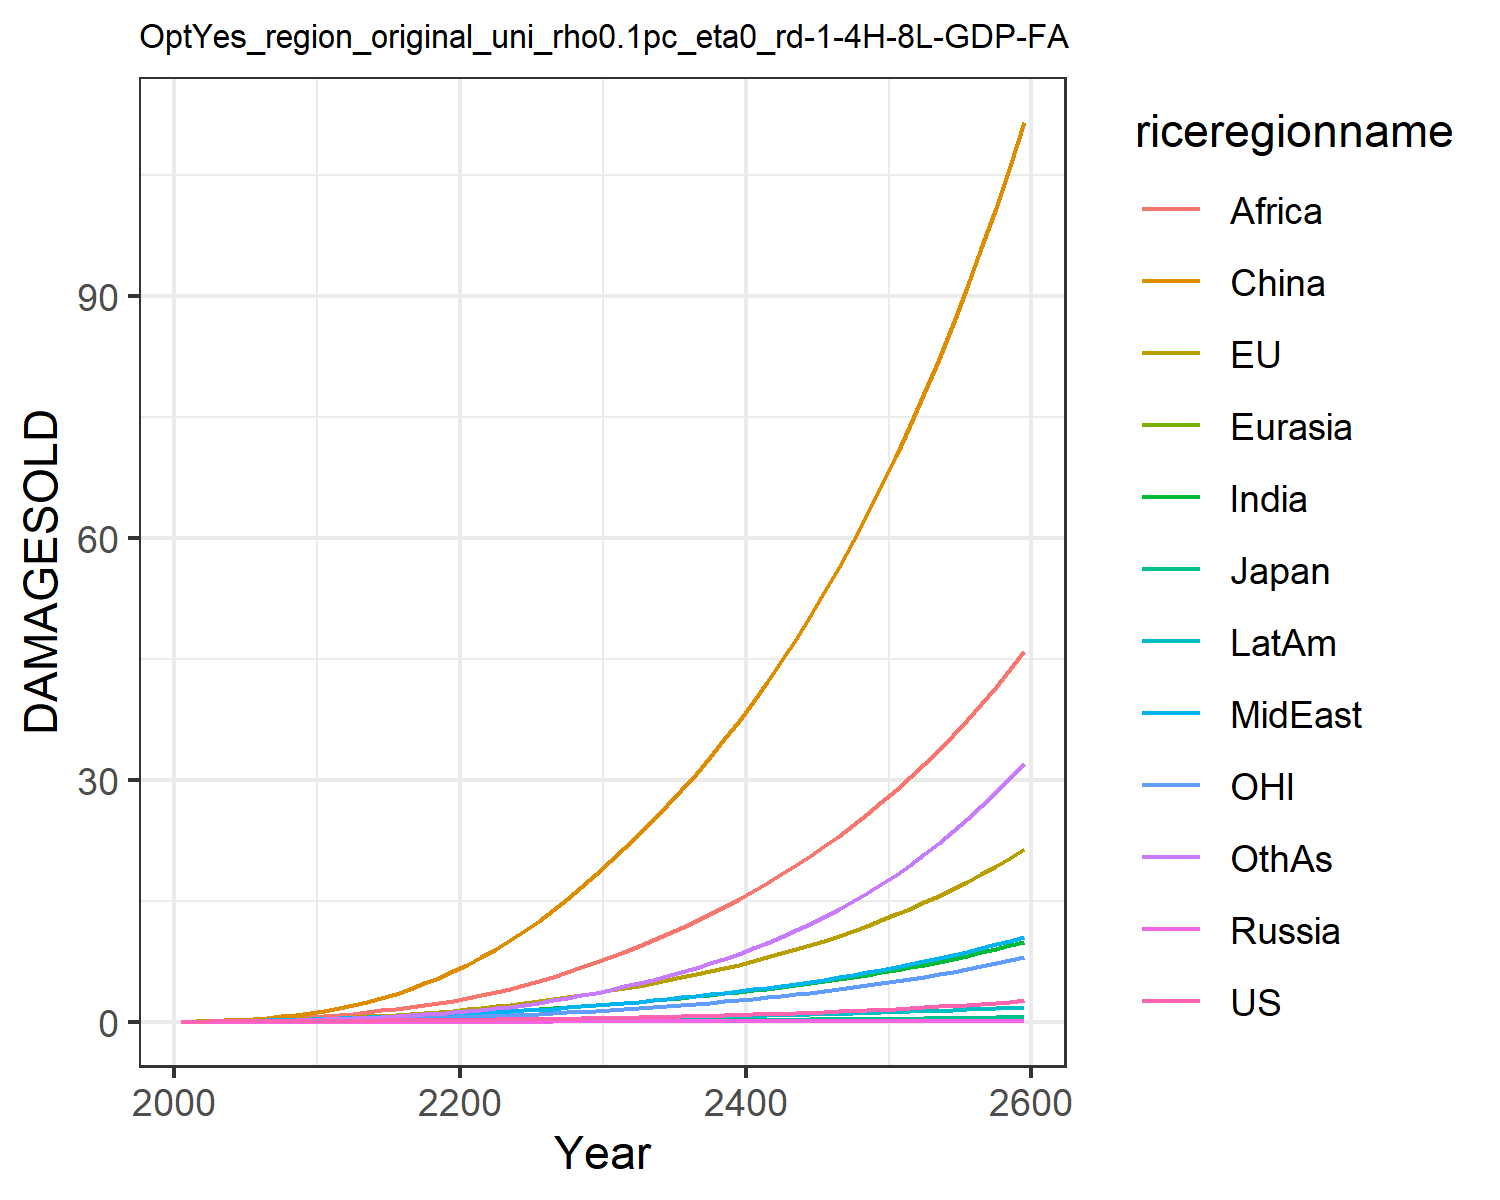 OptYes_region_original_uni_rho0.1pc_eta0_rd-1-4H-8L-GDP-FA
DAMAGESOLD
90
60
30
0
2000
2200
2400
2600
Year
riceregionname
Africa
China
EU
Eurasia
India
Japan
LatAm
MidEast
OHI
OthAs
Russia
US